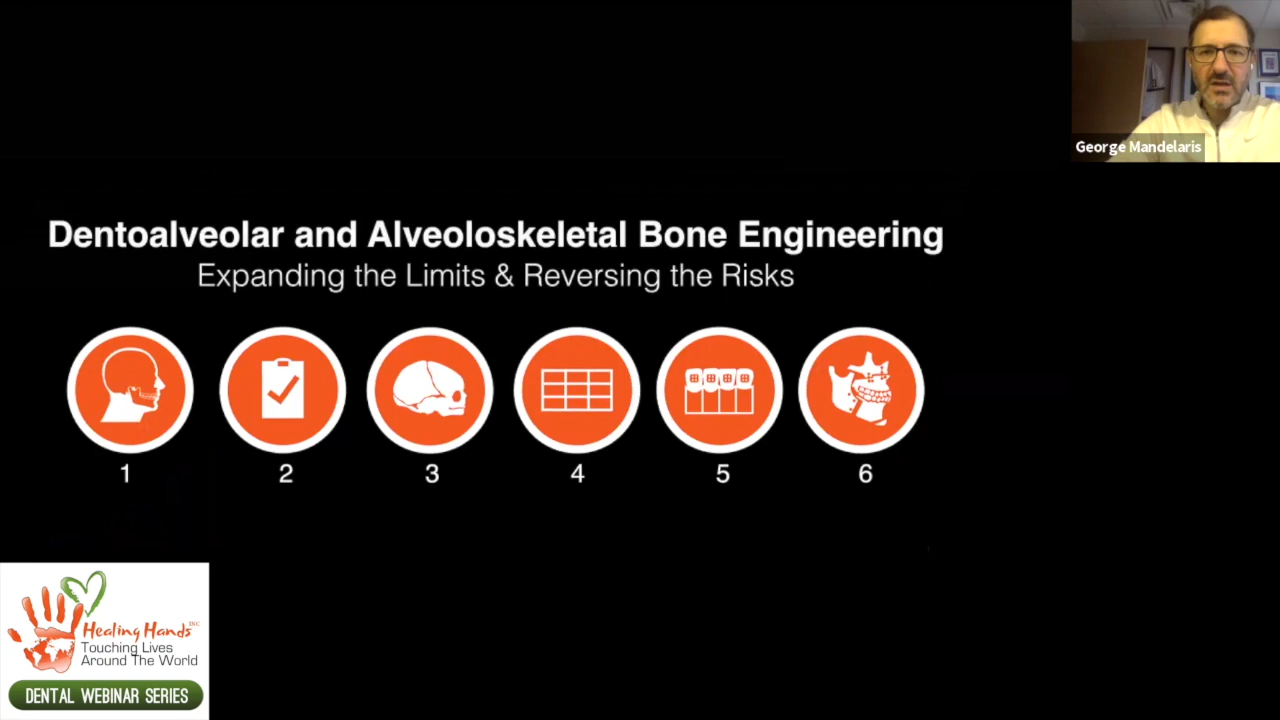 George Mandelaris
Dentoalveolar and Alveoloskeletal Bone Engineering
Expanding the Limits & Reversing the Risks
1 2 3 4 5 6
Healing Hands INC
Touching Lives
Around The World
DENTAL WEBINAR SERIES